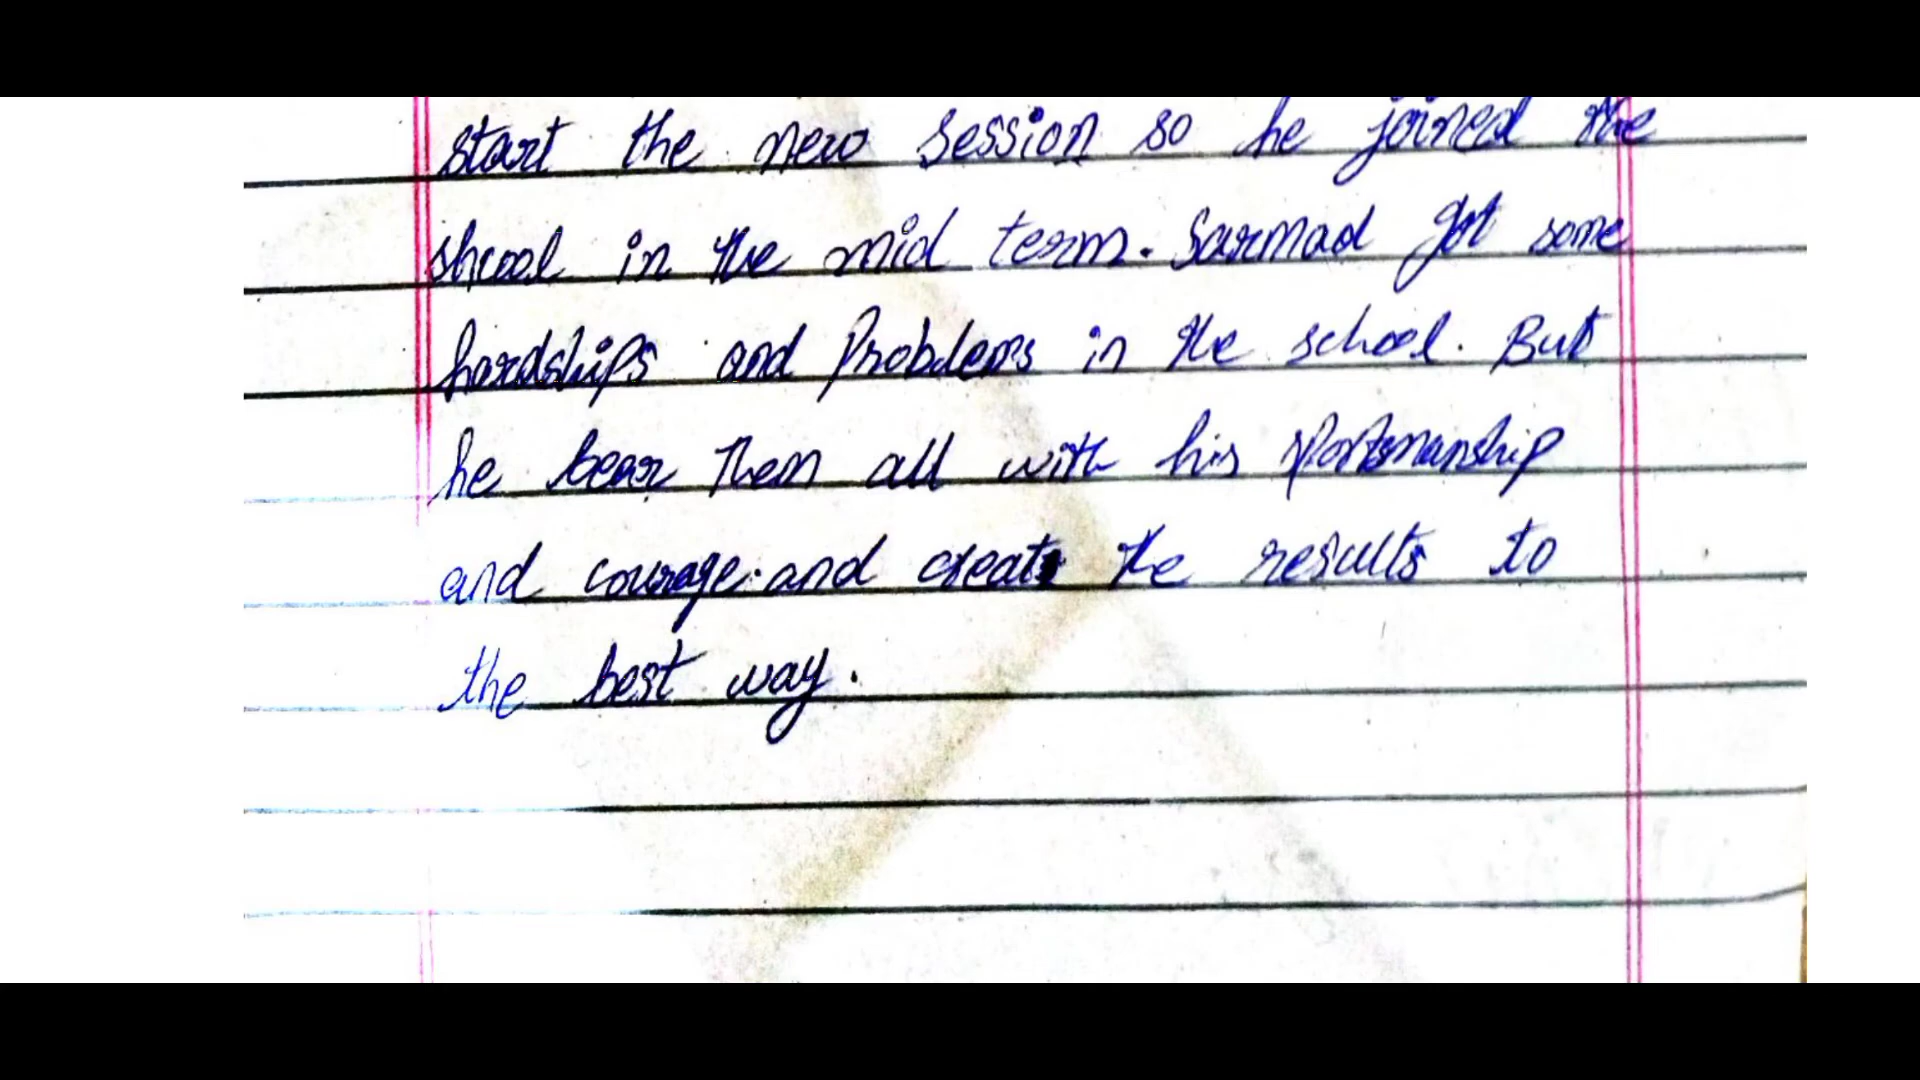 start the new session so he joined the
shcool in the mid term. Sarmad got some
hardships and Problems in the school. But
he bear them all with his sportsmanship
and courage. and create the results to
the best way.